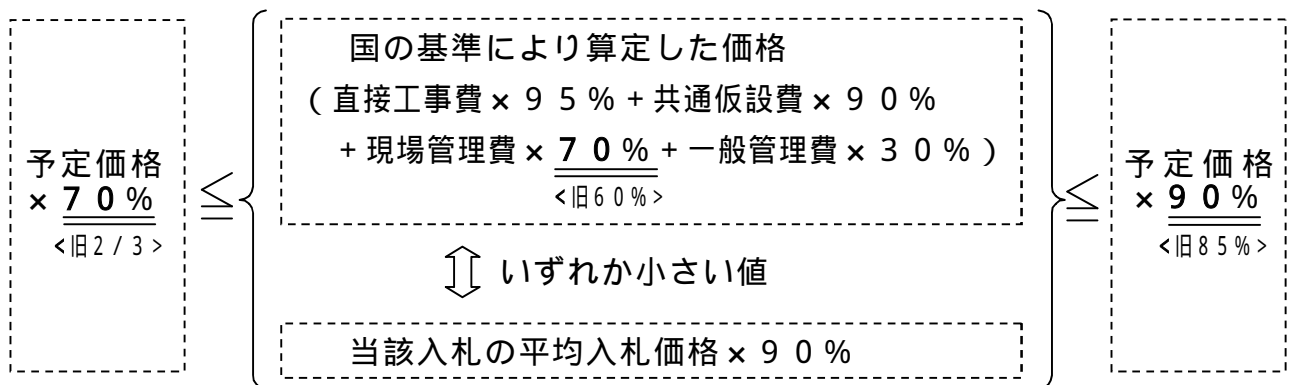 予定価格
× 70%
<旧2/3>
≦
国の基準により算定した価格
(直接工事費×95%+共通仮設費×90%
+現場管理費×70%+一般管理費×30%)
<旧60%>
⇕ いずれか小さい値
当該入札の平均入札価格×90%
≦
予定価格
× 90%
<旧85%>